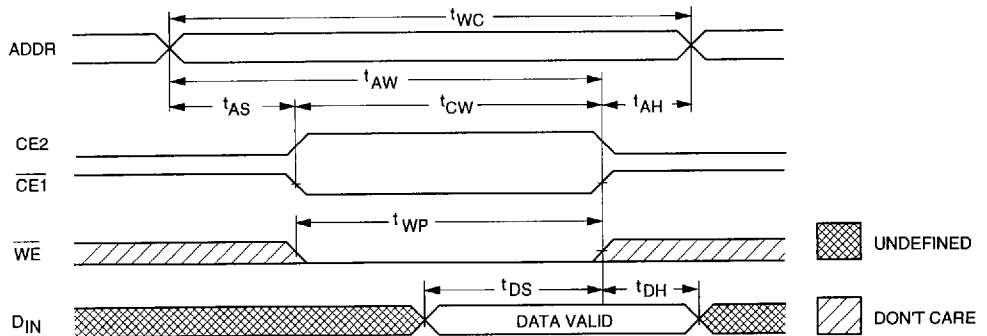 tWC
ADDR
tAW
tAS
tCW
tAH
CE2
CE1
tWP
WE
UNDEFINED
tDS
tDH
DIN
DATA VALID
DON'T CARE